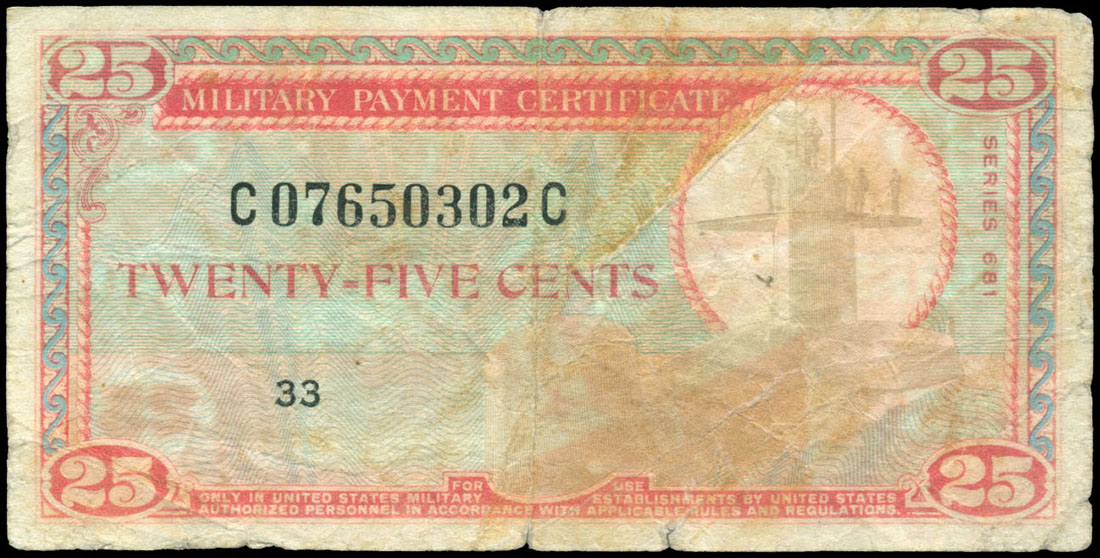 25 25
MILITARY PAYMENT CERTIFICATE
SERIES 681
C07650302C
TWENTY-FIVE CENTS
33
25 25
FOR USE
ONLY IN UNITED STATES MILITARY ESTABLISHMENTS BY UNITED STATES
AUTHORIZED PERSONNEL IN ACCORDANCE WITH APPLICABLE RULES AND REGULATIONS.